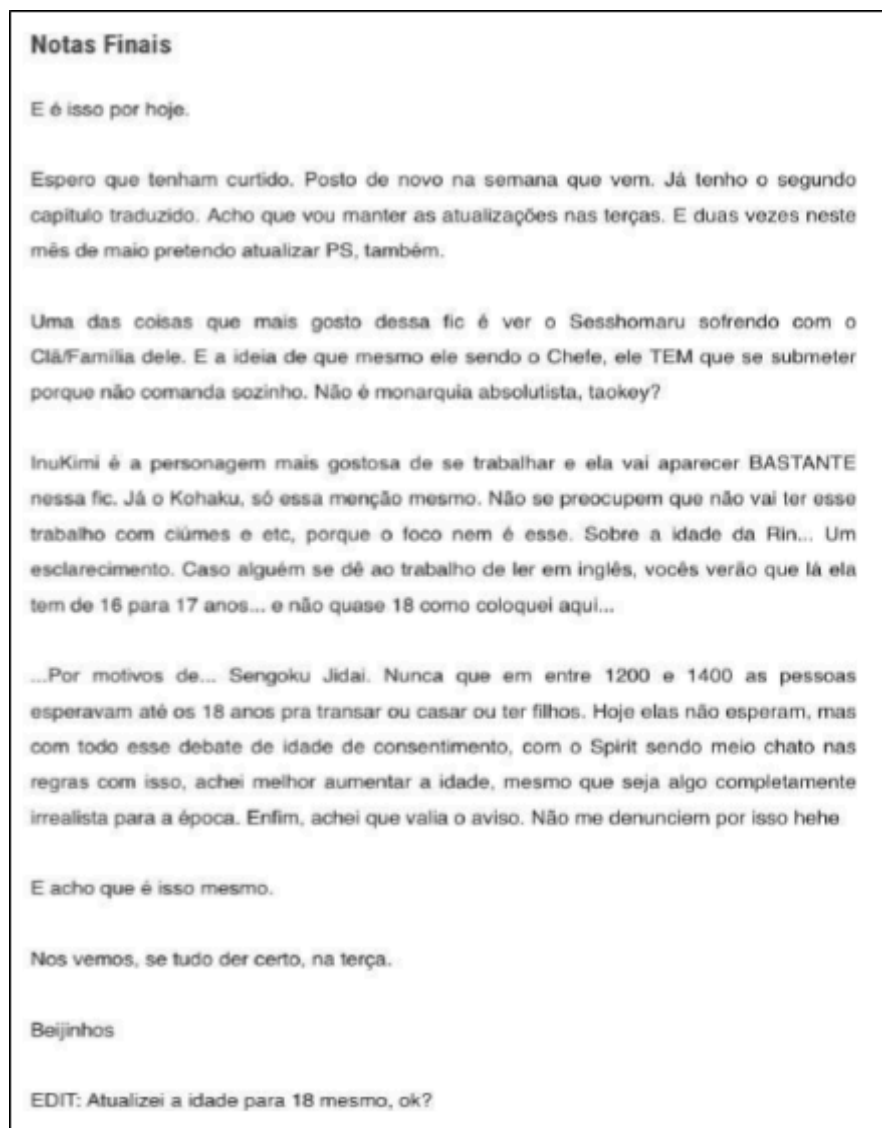 Notas Finais
E é isso por hoje.
Espero que tenham curtido. Posto de novo na semana que vem. Já tenho o segundo
capítulo traduzido. Acho que vou manter as atualizações nas terças. E duas vezes neste
mês de maio pretendo atualizar PS, também.
Uma das coisas que mais gosto dessa fic é ver o Sesshomaru sofrendo com o
Clã/Família dele. E a ideia de que mesmo ele sendo o Chefe, ele TEM que se submeter
porque não comanda sozinho. Não é monarquia absolutista, taokey?
InuKimi é a personagem mais gostosa de se trabalhar e ela vai aparecer BASTANTE
nessa fic. Já o Kohaku, só essa menção mesmo. Não se preocupem que não vai ter esse
trabalho com ciúmes e etc, porque o foco nem é esse. Sobre a idade da Rin... Um
esclarecimento. Caso alguém se dê ao trabalho de ler em inglês, vocês verão que lá ela
tem de 16 para 17 anos... e não quase 18 como coloquei aqui...
...Por motivos de... Sengoku Jidai. Nunca que em entre 1200 e 1400 as pessoas
esperavam até os 18 anos pra transar ou casar ou ter filhos. Hoje elas não esperam, mas
com todo esse debate de idade de consentimento, com o Spirit sendo meio chato nas
regras com isso, achei melhor aumentar a idade, mesmo que seja algo completamente
irrealista para a época. Enfim, achei que valia o aviso. Não me denunciem por isso hehe
E acho que é isso mesmo.
Nos vemos, se tudo der certo, na terça.
Beijinhos
EDIT: Atualizei a idade para 18 mesmo, ok?